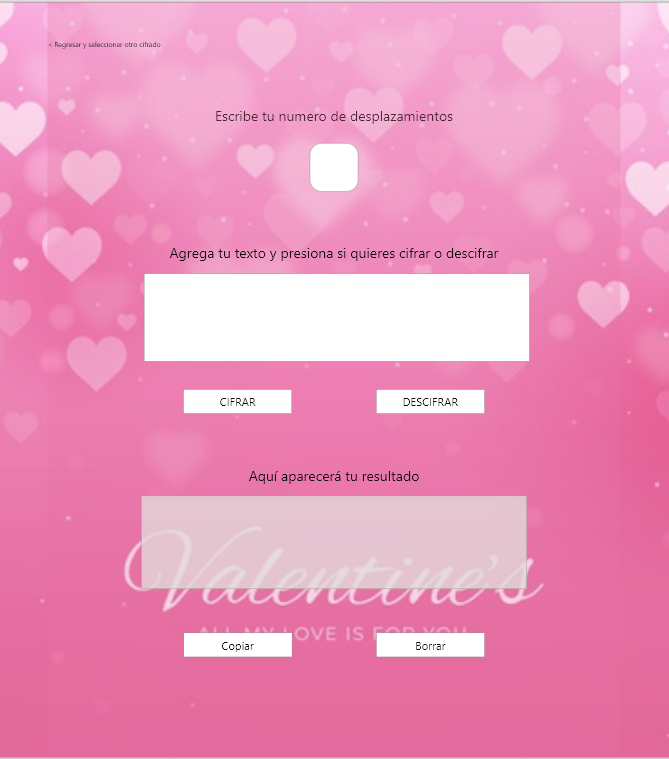 < Regresar y seleccionar otro cifrado
Escribe tu numero de desplazamientos
Agrega tu texto y presiona si quieres cifrar o descifrar
CIFRAR
DESCIFRAR
Aquí aparecerá tu resultado
Valentine's
ALL MY LOVE IS FOR YOU
Copiar
Borrar